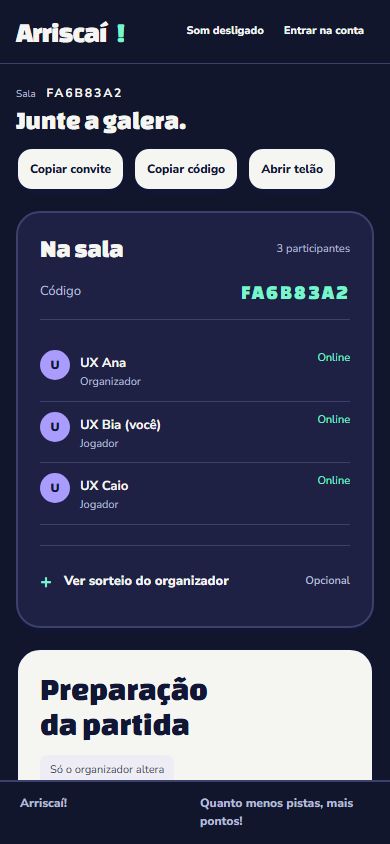 Arriscaí !
Som desligado
Entrar na conta
Sala FA6B83A2
Junte a galera.
Copiar convite
Copiar código
Abrir telão
Na sala
3 participantes
Código
FA6B83A2
U
UX Ana
Online
Organizador
U
UX Bia (você)
Online
Jogador
U
UX Caio
Online
Jogador
+ Ver sorteio do organizador
Opcional
Preparação
da partida
Só o organizador altera
Arriscaí!
Quanto menos pistas, mais
pontos!